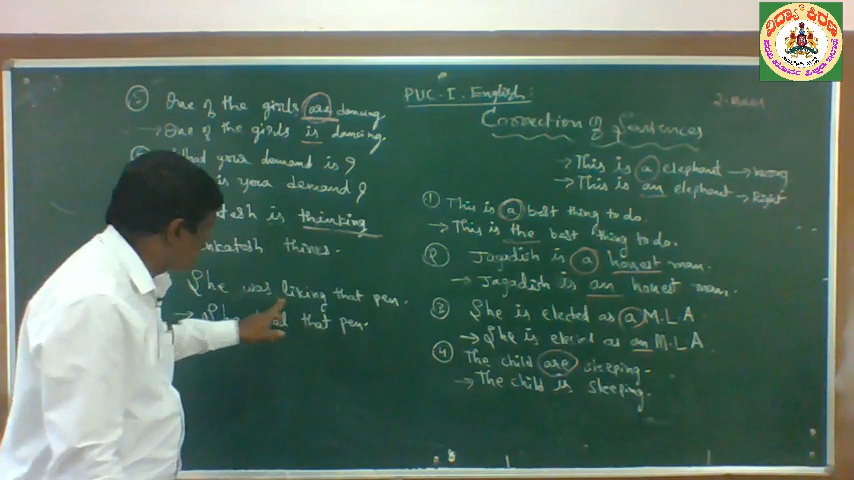 ವಿದ್ಯಾ ಕಿರಣ
PUC-I. English:
Correction of Sentences
→ This is a elephant → wrong
→ This is an elephant → Right
① This is a best thing to do.
→ This is the best thing to do.
② Jagadish is a honest man.
→ Jagadish is an honest man.
③ She is elected as a M.L.A
→ She is elected as an M.L.A
④ The child are sleeping.
→ The child is sleeping.
⑤ One of the girls are dancing
→ One of the girls is dancing.
What your demand is ?
is your demand ?
is thinking
thinks.
She was liking that pen.
→ She that pen.